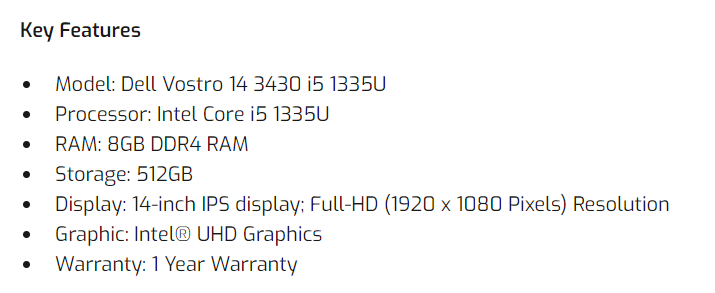 Key Features
• Model: Dell Vostro 14 3430 i5 1335U
• Processor: Intel Core i5 1335U
• RAM: 8GB DDR4 RAM
• Storage: 512GB
• Display: 14-inch IPS display; Full-HD (1920 x 1080 Pixels) Resolution
• Graphic: Intel® UHD Graphics
• Warranty: 1 Year Warranty